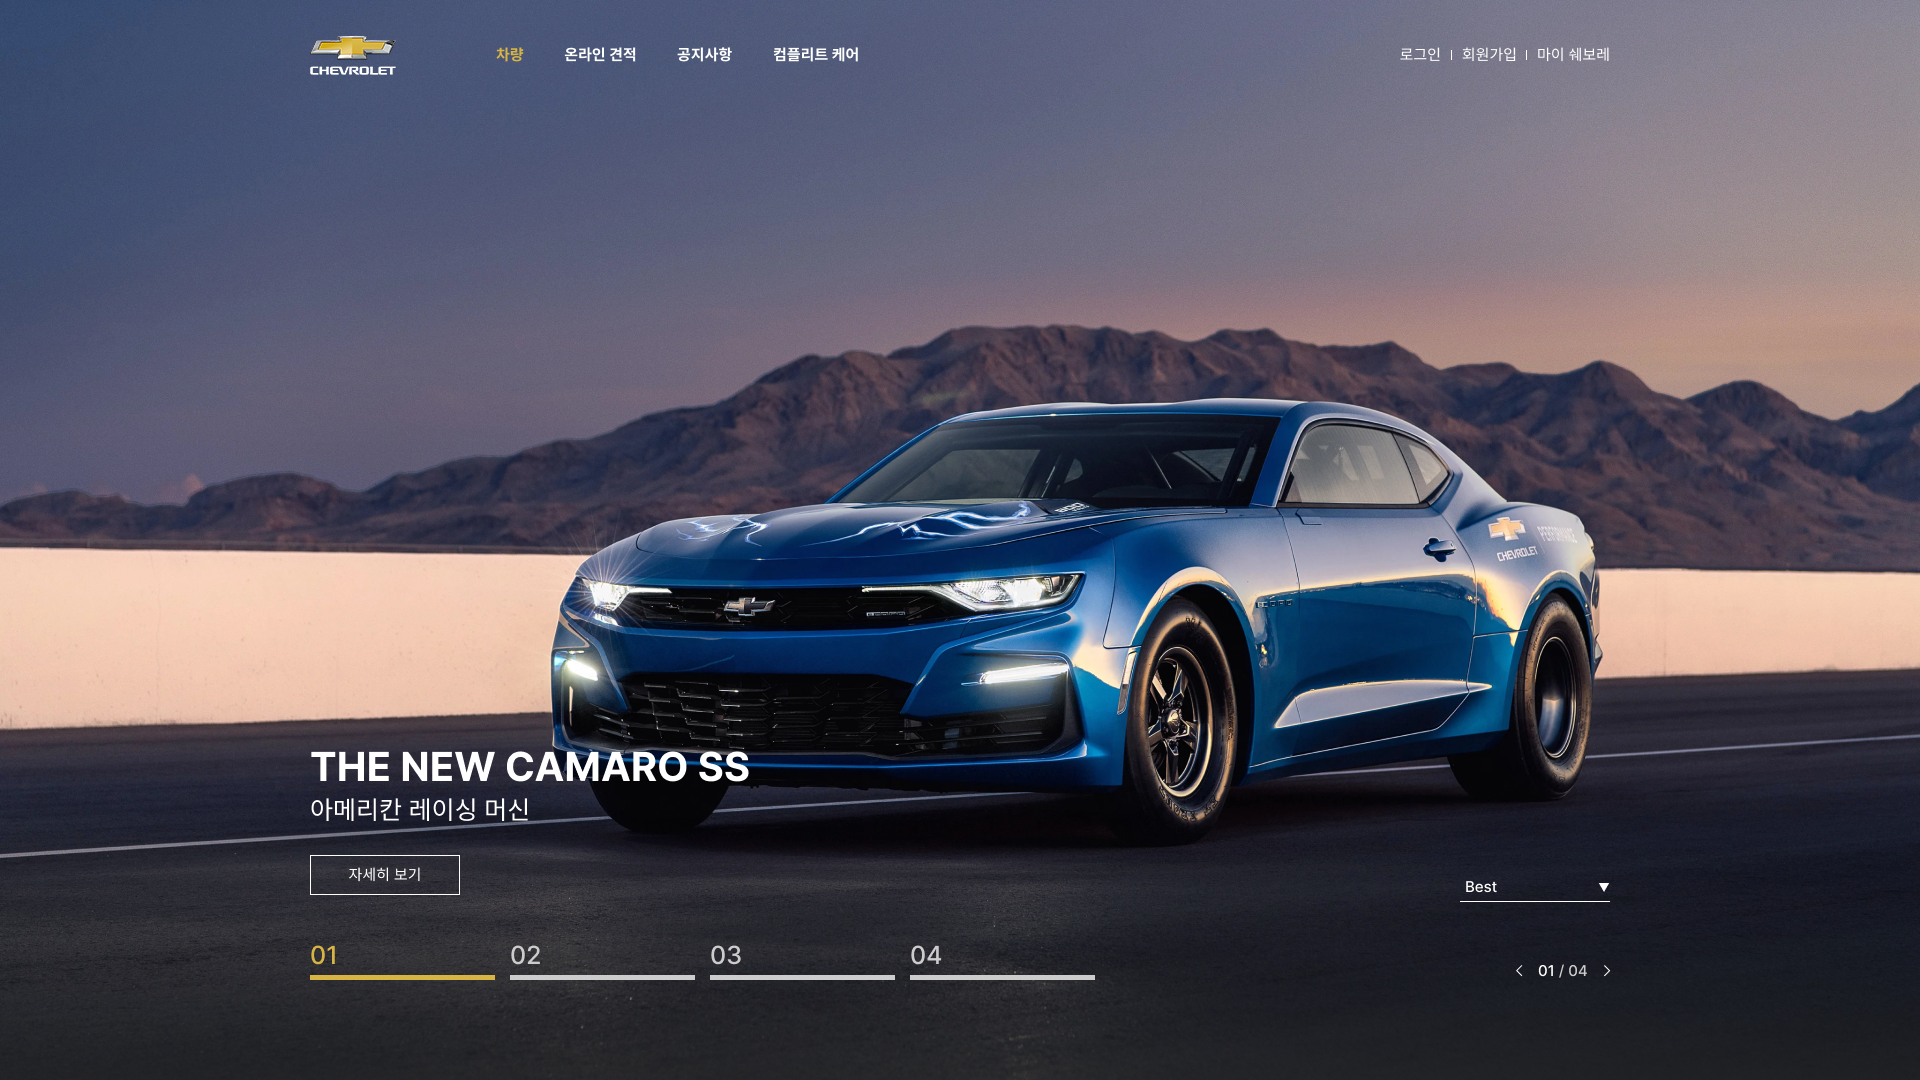 CHEVROLET
차량 온라인 견적 공지사항 컴플리트 케어
로그인 회원가입 마이 쉐보레
CHEVROLET PERFORMANCE
THE NEW CAMARO SS
아메리칸 레이싱 머신
자세히 보기
Best
01 02 03 04
01 / 04